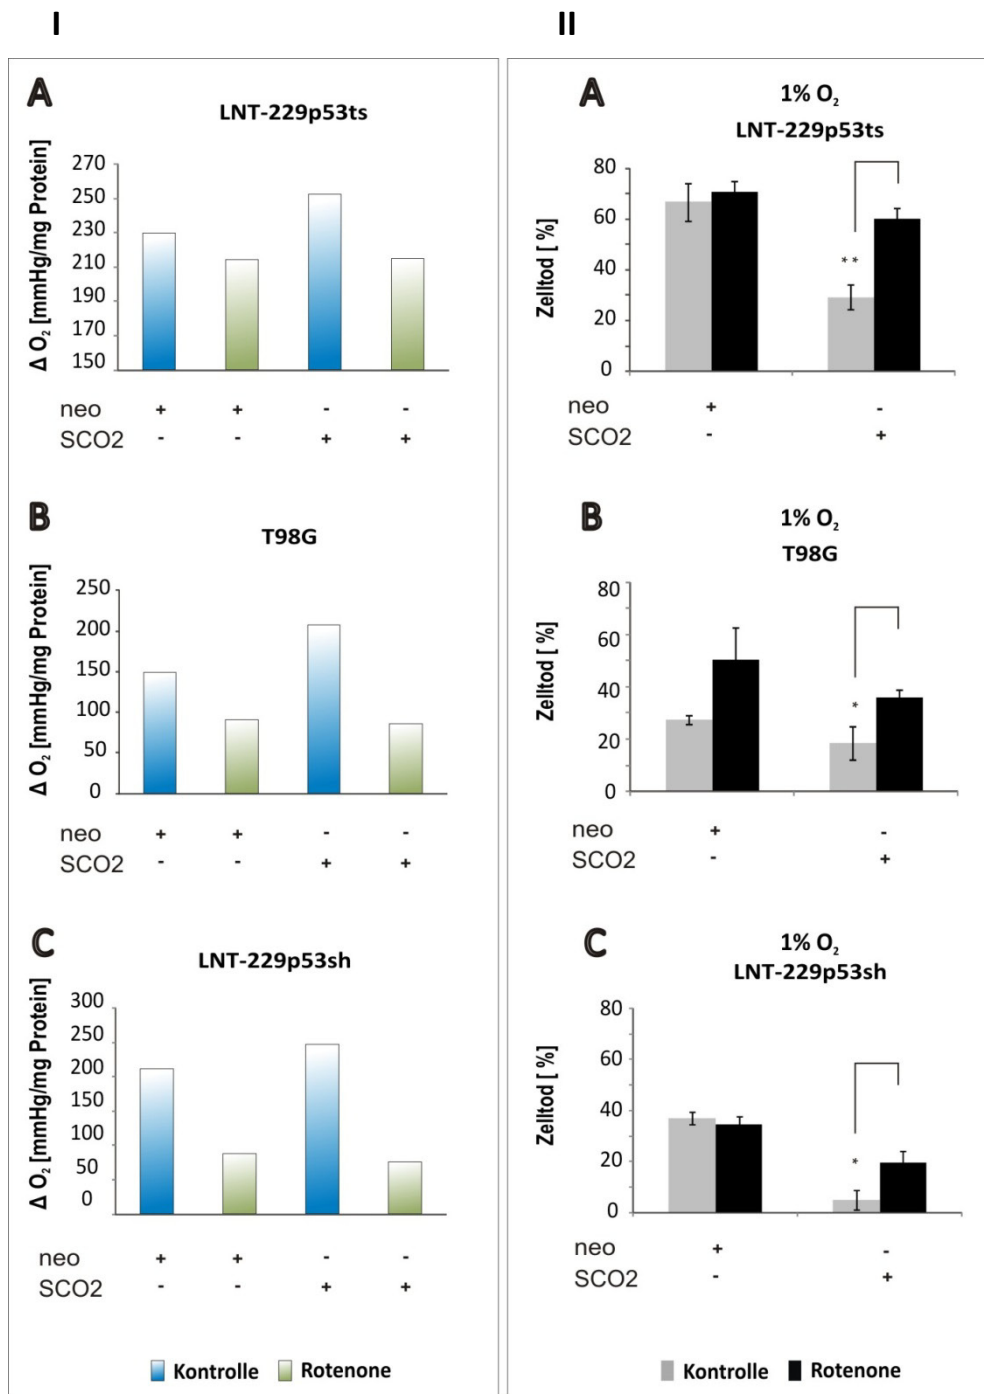 I
II
A
LNT-229p53ts
Δ O₂ [mmHg/mg Protein]
270
250
230
210
190
170
150
neo + + - -
SCO2 - - + +
B
T98G
Δ O₂ [mmHg/mg Protein]
250
200
150
100
50
0
neo + + - -
SCO2 - - + +
C
LNT-229p53sh
Δ O₂ [mmHg/mg Protein]
300
250
200
150
100
50
0
neo + + - -
SCO2 - - + +
Kontrolle Rotenone
A
1% O₂
LNT-229p53ts
Zelltod [ %]
80
60
40
20
0
**
neo + -
SCO2 - +
B
1% O₂
T98G
Zelltod [ %]
80
60
40
20
0
*
neo + -
SCO2 - +
C
1% O₂
LNT-229p53sh
Zelltod [ %]
80
60
40
20
0
*
neo + -
SCO2 - +
Kontrolle Rotenone